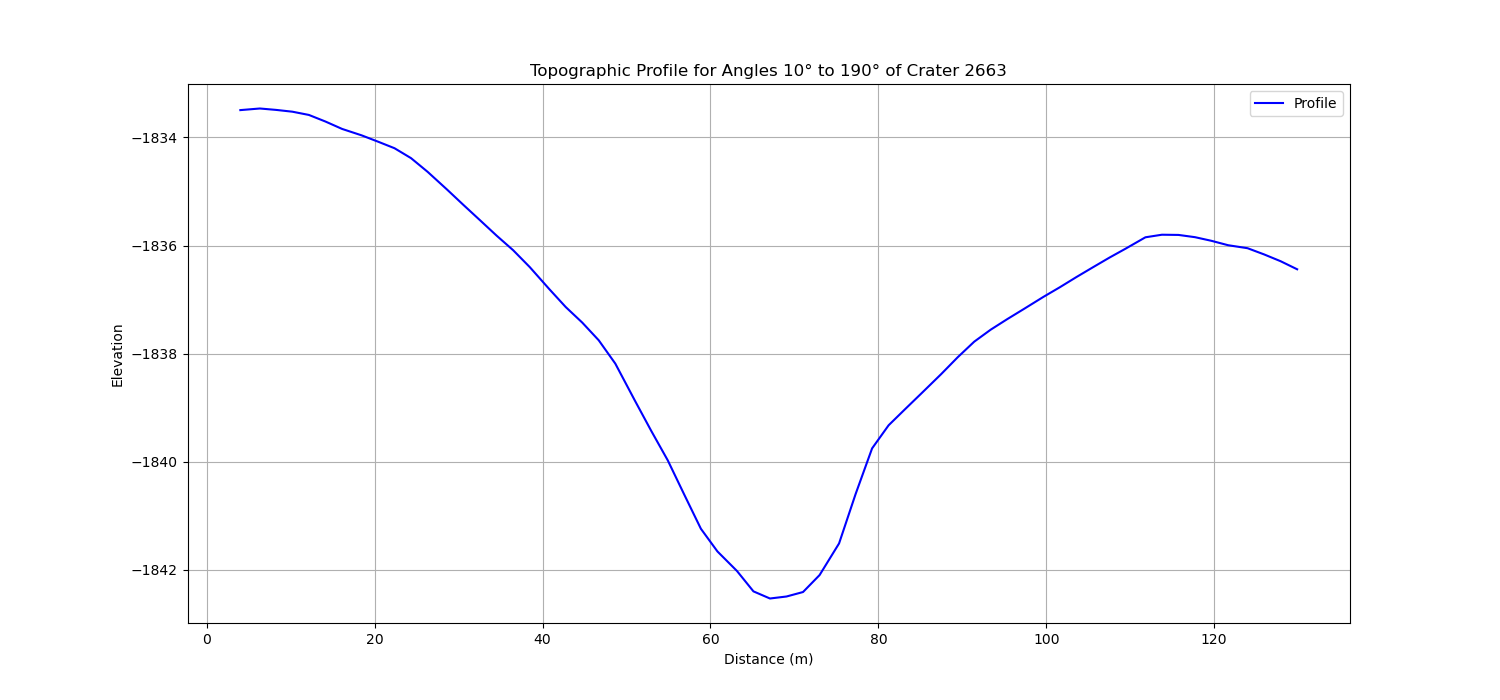 Topographic Profile for Angles 10° to 190° of Crater 2663
Profile
−1834
−1836
−1838
−1840
−1842
Elevation
0 20 40 60 80 100 120
Distance (m)